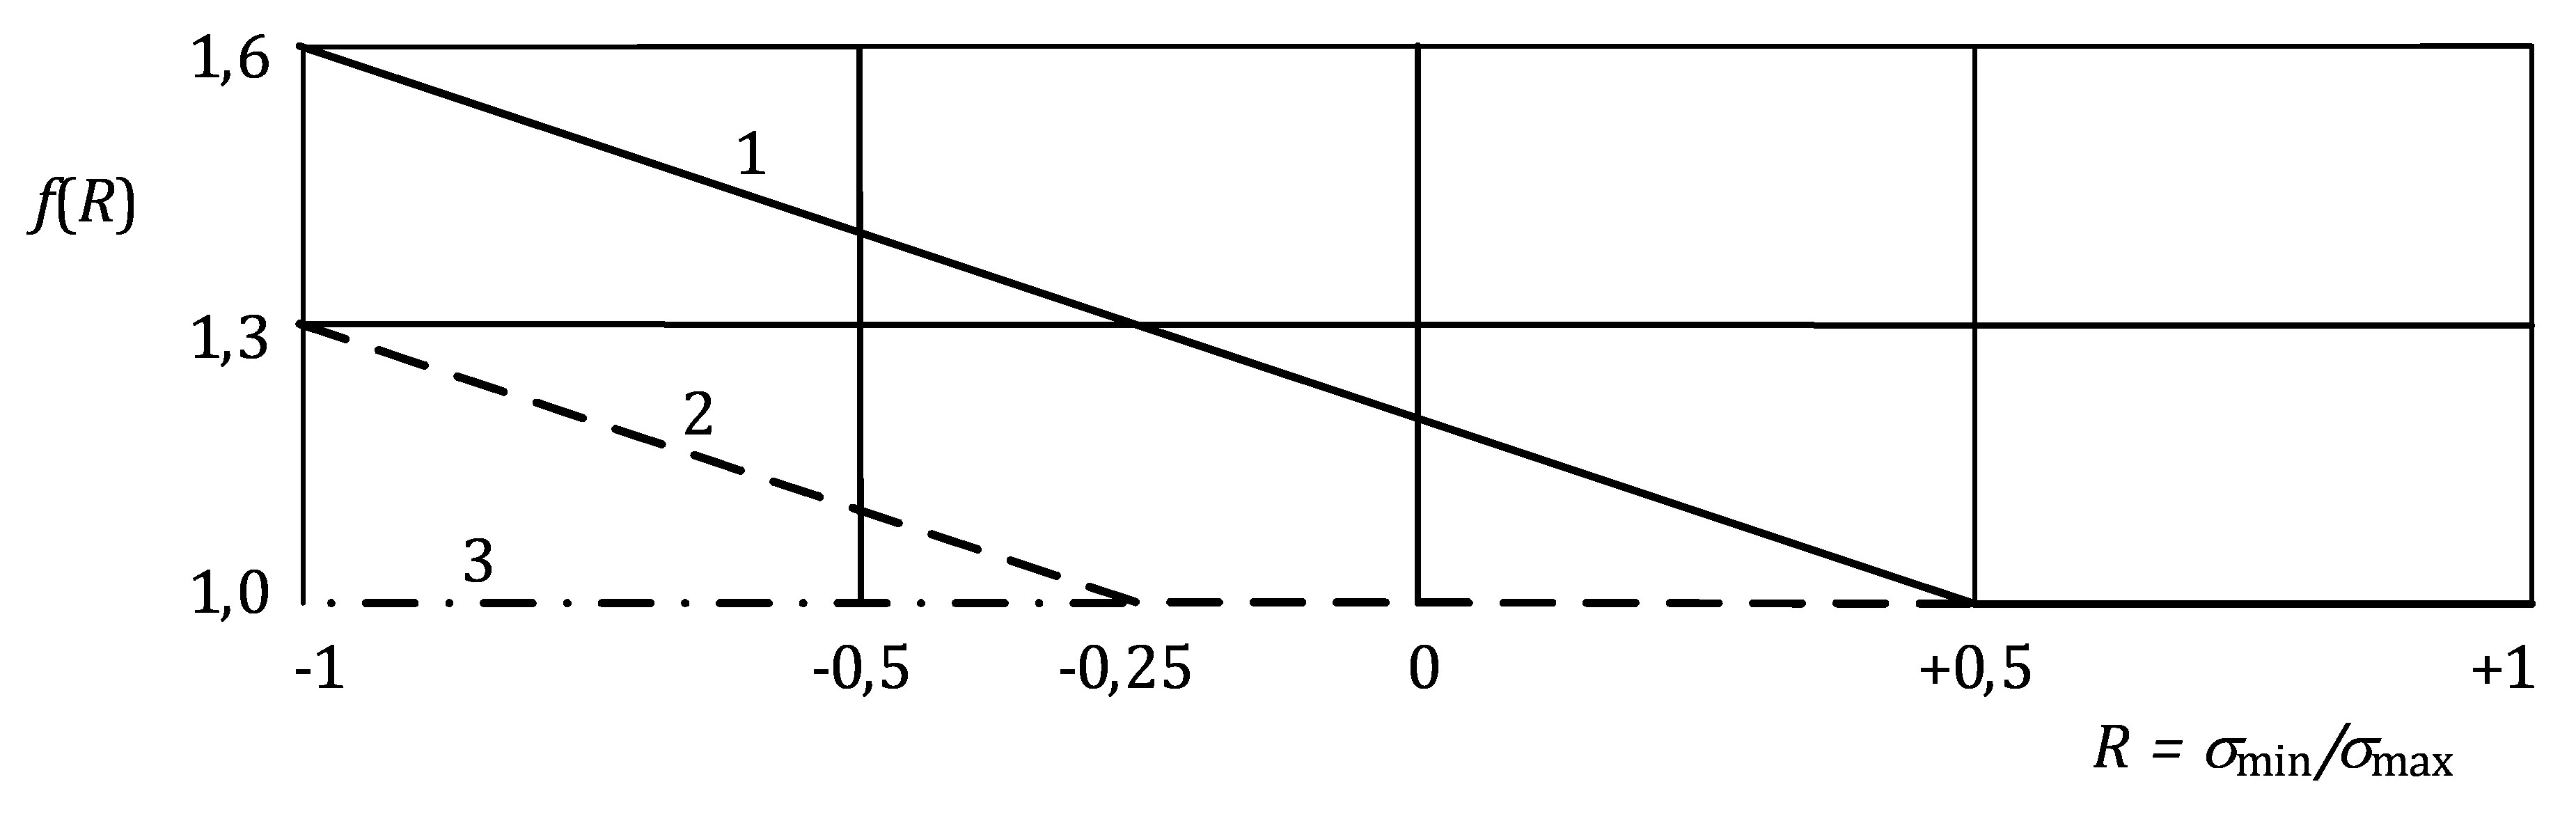 1,6
1
f(R)
1,3
2
3
1,0
-1 -0,5 -0,25 0 +0,5 +1
R = σmin/σmax